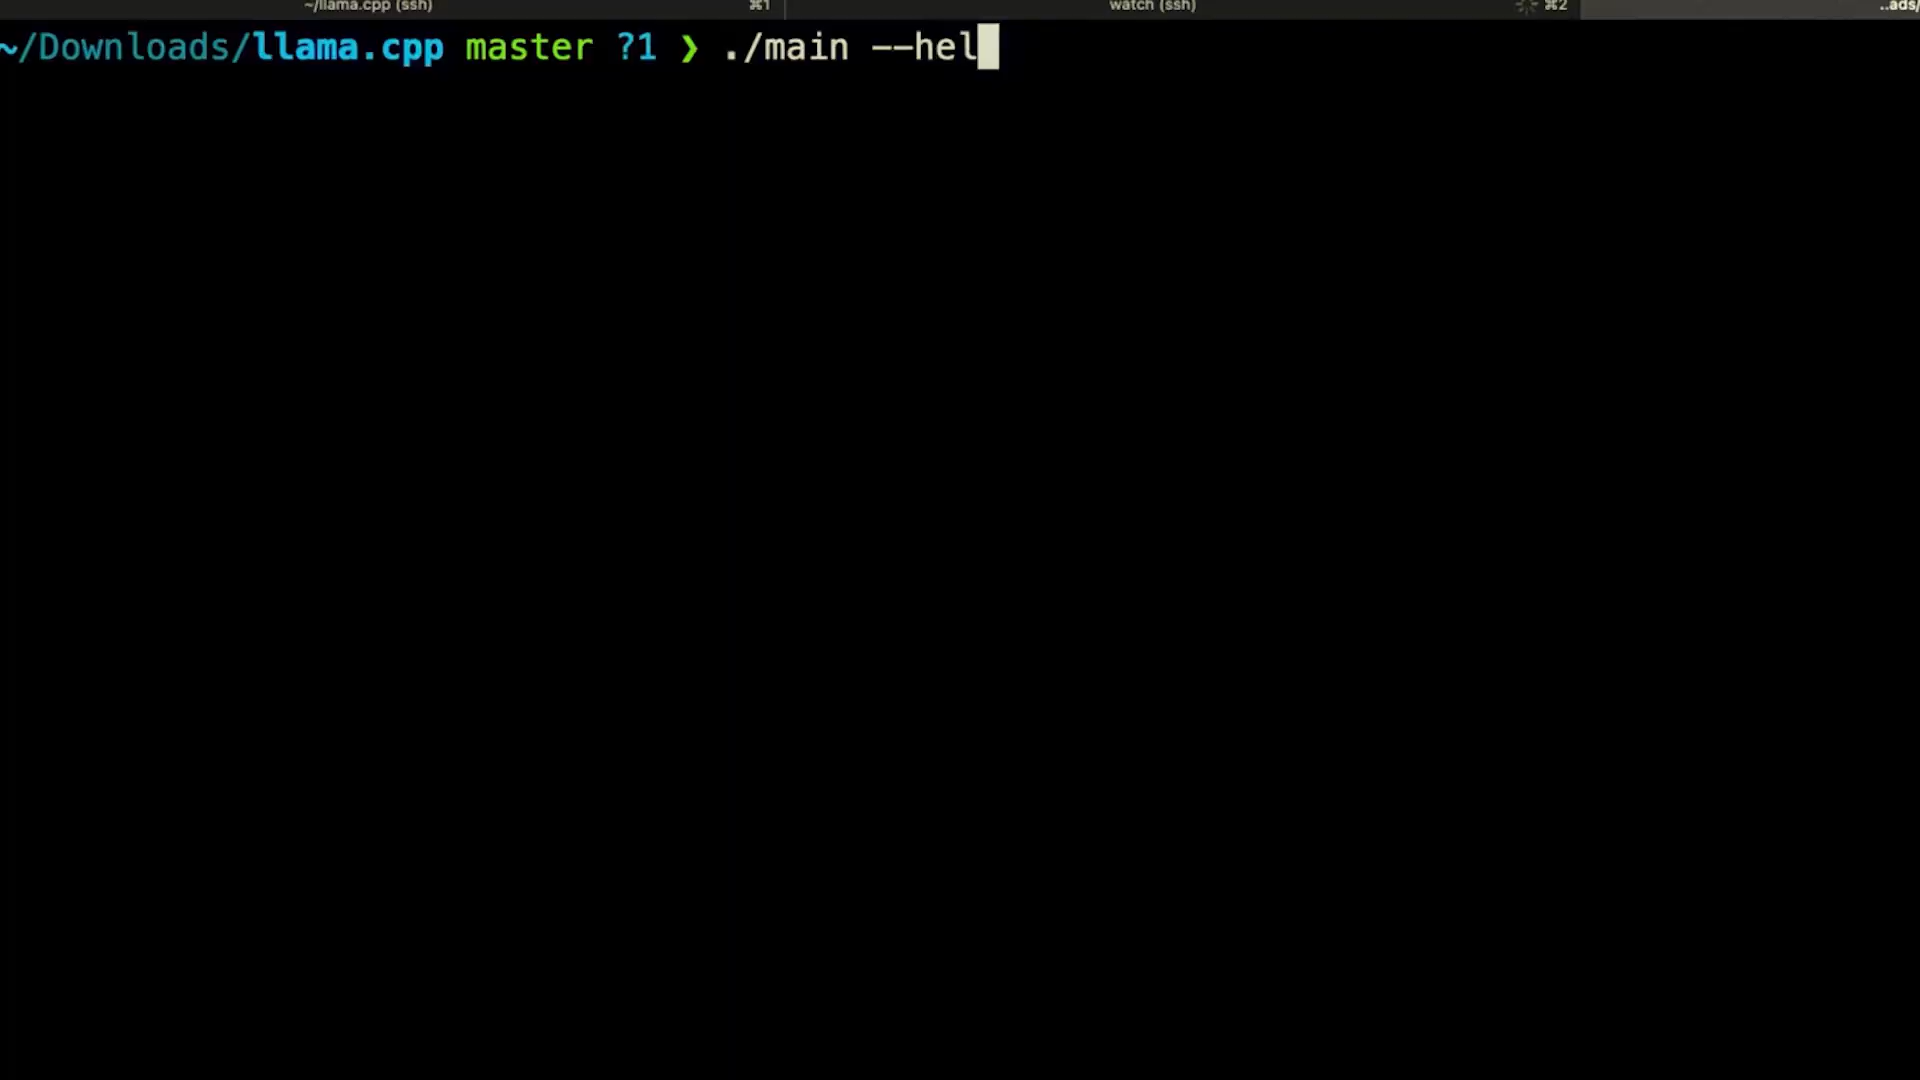 ~/llama.cpp (ssh) ⌘1 watch (ssh) ⌘2 ..ads/
~/Downloads/llama.cpp master ?1 ❯ ./main --hel